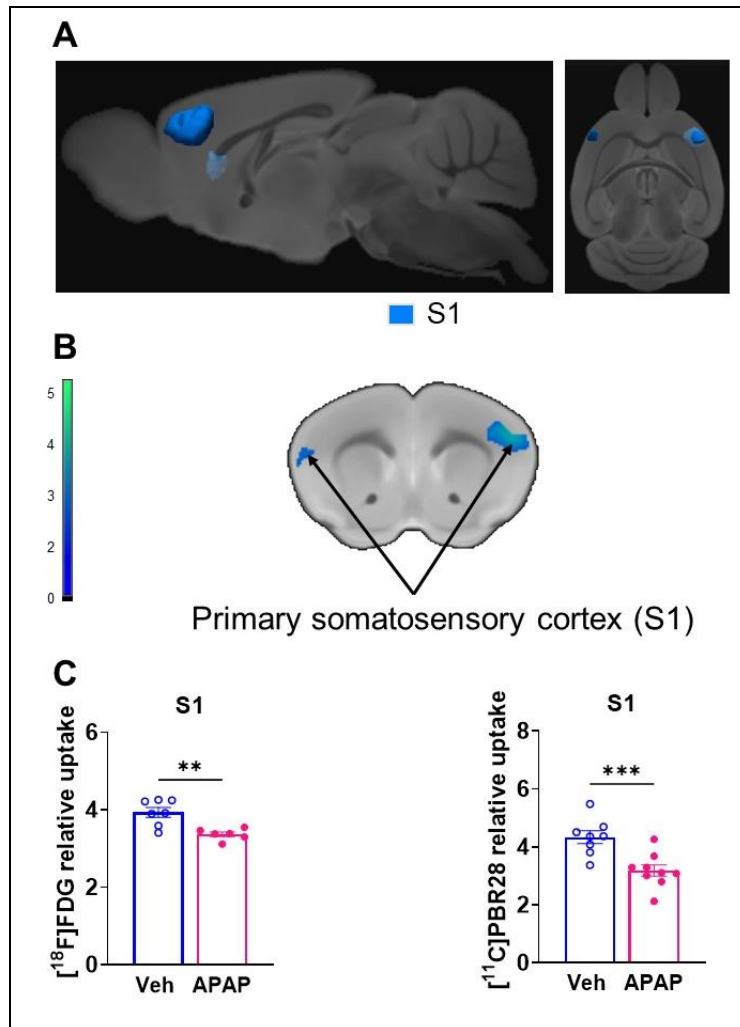 A
S1
B
5
4
3
2
0
Primary somatosensory cortex (S1)
C
S1
[¹⁸F]FDG relative uptake
6
4
2
0
**
Veh APAP
S1
[¹¹C]PBR28 relative uptake
8
6
4
2
0
***
Veh APAP